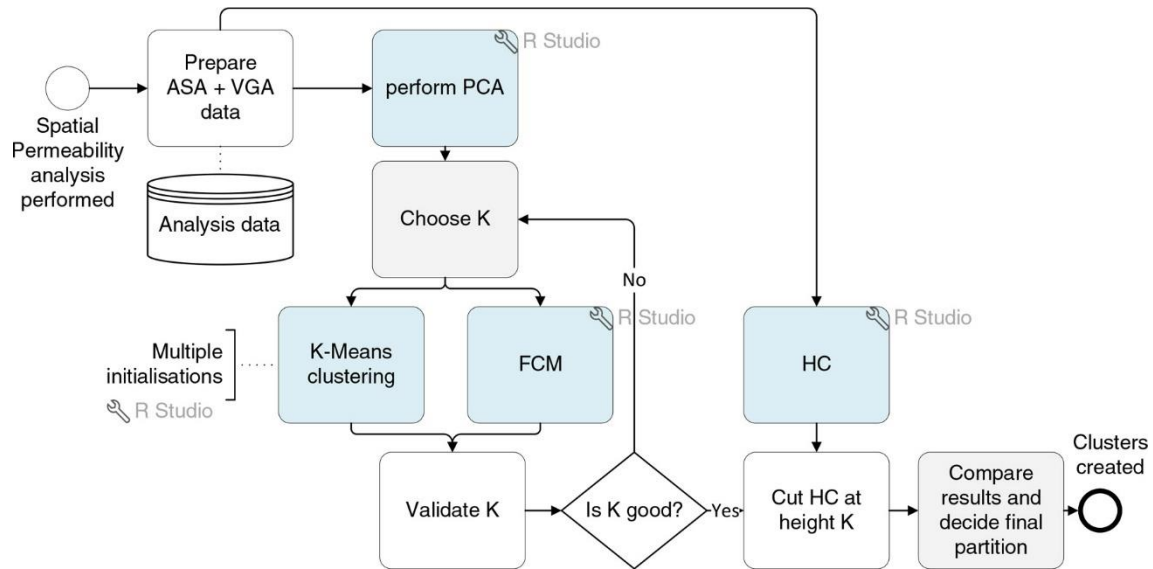 Spatial
Permeability
analysis
performed
Prepare
ASA + VGA
data
Analysis data
R Studio
perform PCA
Choose K
No
Multiple
initialisations
R Studio
K-Means
clustering
R Studio
FCM
R Studio
HC
Validate K
Is K good?
Yes
Cut HC at
height K
Compare
results and
decide final
partition
Clusters
created